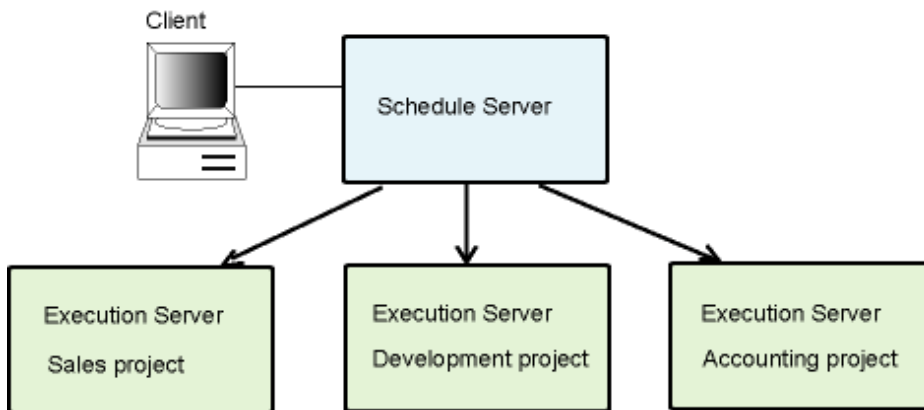 Client
Schedule Server
Execution Server
Sales project
Execution Server
Development project
Execution Server
Accounting project